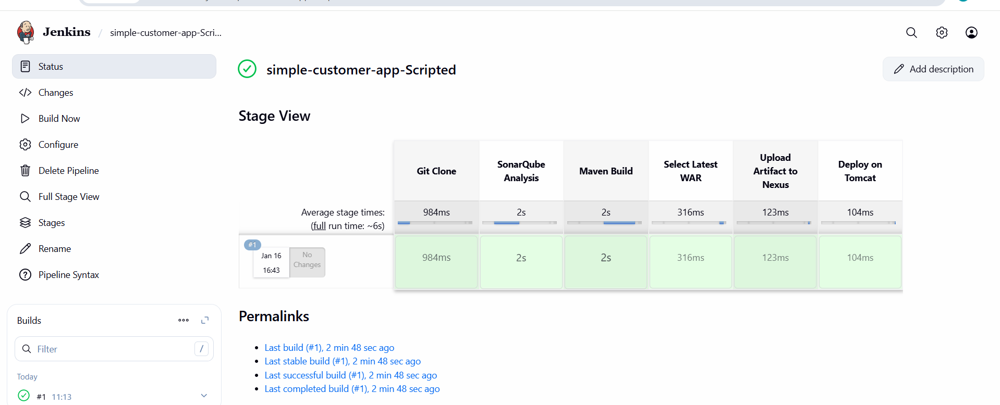 Jenkins / simple-customer-app-Scri...
Status
Changes
Build Now
Configure
Delete Pipeline
Full Stage View
Stages
Rename
Pipeline Syntax
Builds
Filter /
Today
#1 11:13
simple-customer-app-Scripted
Add description
Stage View
Git Clone
SonarQube
Analysis
Maven Build
Select Latest
WAR
Upload
Artifact to
Nexus
Deploy on
Tomcat
Average stage times:
(full run time: ~6s)
984ms
2s
2s
316ms
123ms
104ms
#1
Jan 16
16:43
No
Changes
984ms
2s
2s
316ms
123ms
104ms
Permalinks
Last build (#1), 2 min 48 sec ago
Last stable build (#1), 2 min 48 sec ago
Last successful build (#1), 2 min 48 sec ago
Last completed build (#1), 2 min 48 sec ago